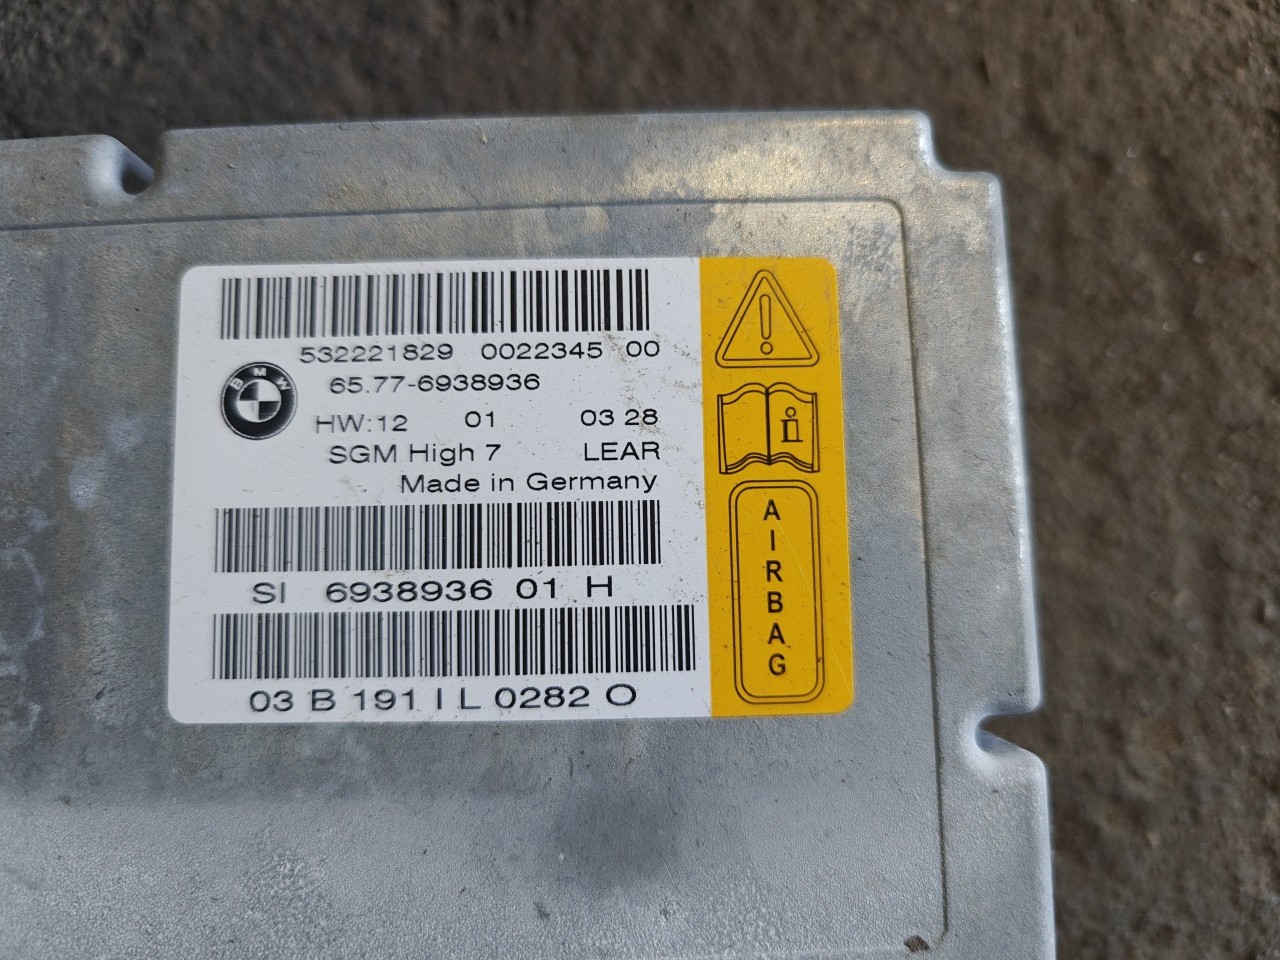 532221829 0022345 00
BMW
65.77-6938936
HW:12 01 03 28
SGM High 7 LEAR
Made in Germany
SI 6938936 01 H
03 B 191 I L 0282 O
AIRBAG